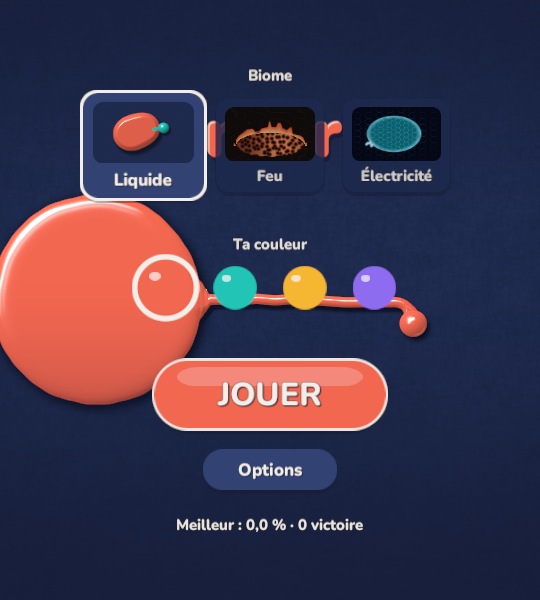 Biome
Liquide
Feu
Électricité
Ta couleur
JOUER
Options
Meilleur : 0,0 % · 0 victoire